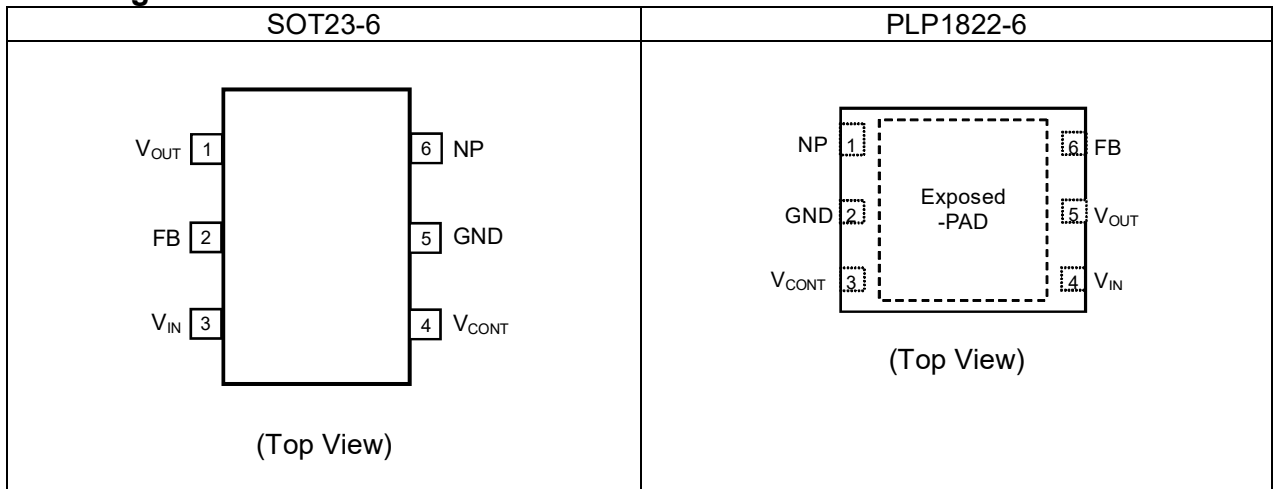 SOT23-6
PLP1822-6
VOUT 1
6 NP
FB 2
5 GND
VIN 3
4 VCONT
(Top View)
NP 1
6 FB
Exposed
-PAD
GND 2
5 VOUT
VCONT 3
4 VIN
(Top View)